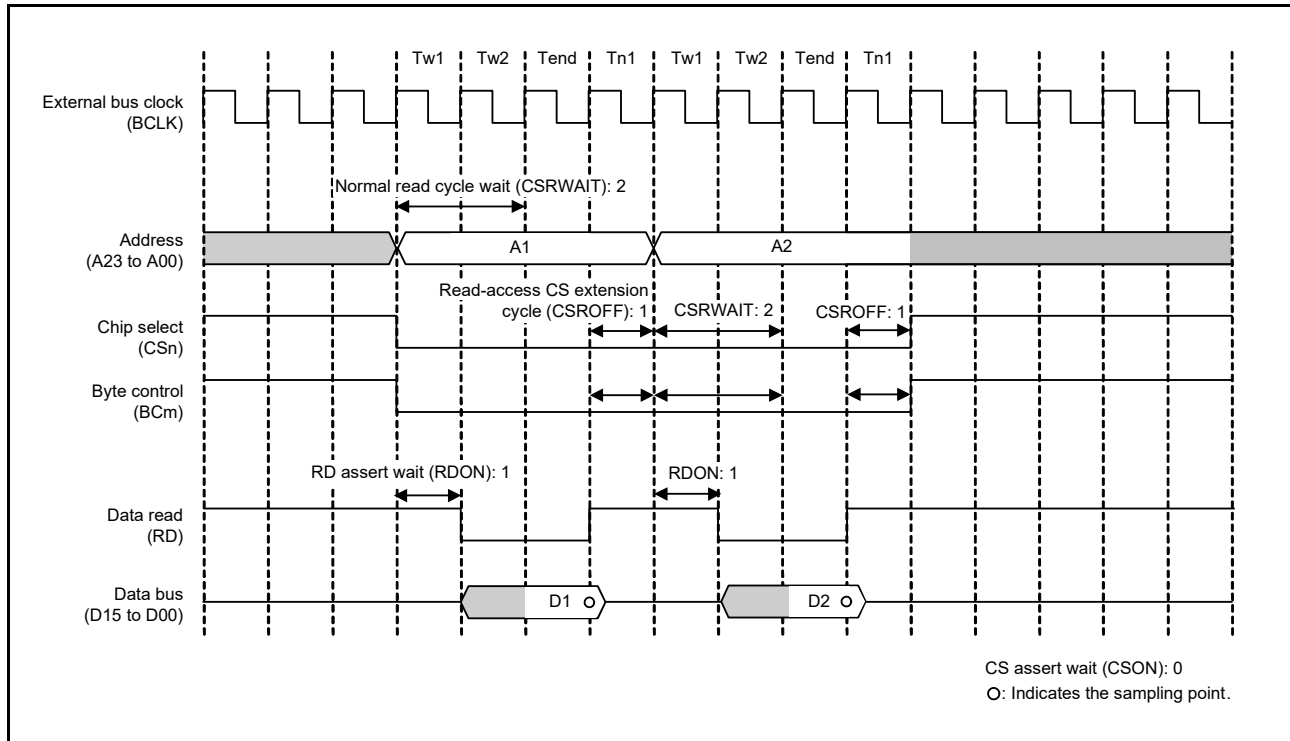 Tw1 Tw2 Tend Tn1 Tw1 Tw2 Tend Tn1
External bus clock
(BCLK)
Normal read cycle wait (CSRWAIT): 2
Address
(A23 to A00)
A1 A2
Read-access CS extension
cycle (CSROFF): 1
CSRWAIT: 2
CSROFF: 1
Chip select
(CSn)
Byte control
(BCm)
RD assert wait (RDON): 1
RDON: 1
Data read
(RD)
Data bus
(D15 to D00)
D1 D2
CS assert wait (CSON): 0
O: Indicates the sampling point.